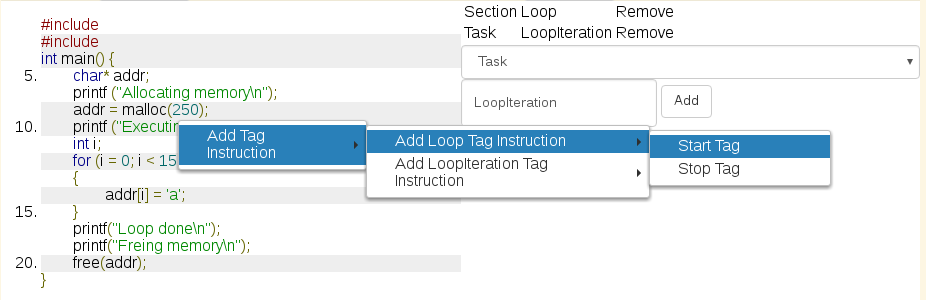 #include
#include
int main() {
5. char* addr;
printf ("Allocating memory\n");
addr = malloc(250);
10. printf ("Executin
int i;
for (i = 0; i < 15
{
addr[i] = 'a';
15. }
printf("Loop done\n");
printf("Freing memory\n");
20. free(addr);
}
Section Loop Remove
Task LoopIteration Remove
Task
LoopIteration Add
Add Tag
Instruction
Add Loop Tag Instruction
Add LoopIteration Tag
Instruction
Start Tag
Stop Tag